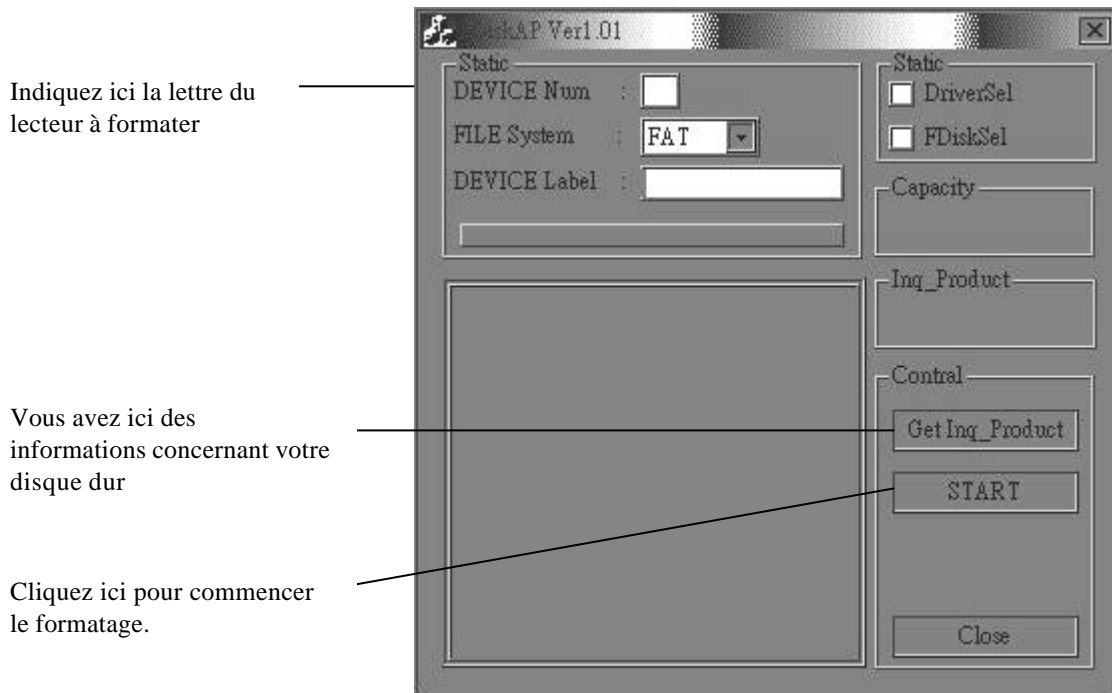 Ver1.01
Indiquez ici la lettre du
lecteur à formater
Static
DEVICE Num :
FILE System : FAT
DEVICE Label :
Static
DriverSel
FDiskSel
Capacity
Inq_Product
Vous avez ici des
informations concernant votre
disque dur
Contral
Get Inq_Product
START
Cliquez ici pour commencer
le formatage.
Close